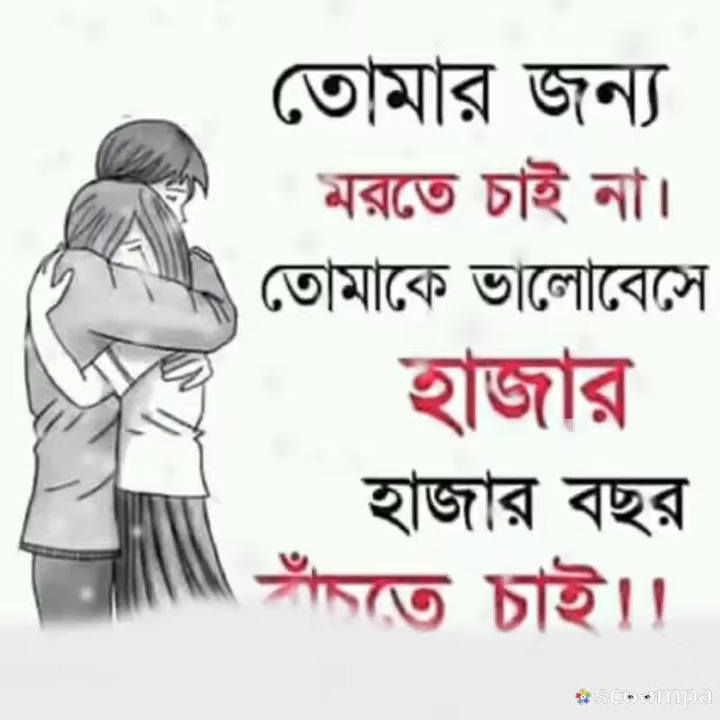 তোমার জন্য
মরতে চাই না।
তোমাকে ভালোবেসে
হাজার
হাজার বছর
বাঁচতে চাই!!
scoompa